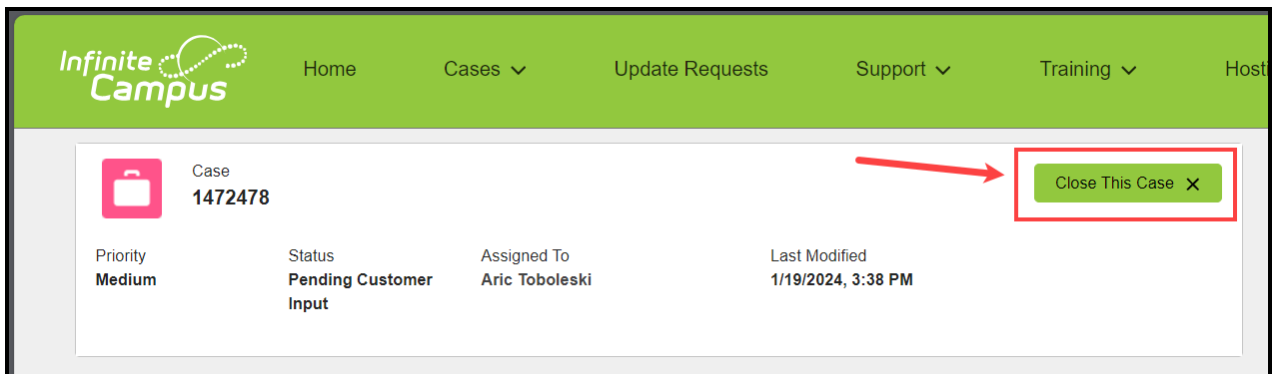 Infinite
Campus
Home Cases Update Requests Support Training Hosti
Case
1472478
Close This Case X
Priority Status Assigned To Last Modified
Medium Pending Customer Aric Toboleski 1/19/2024, 3:38 PM
Input